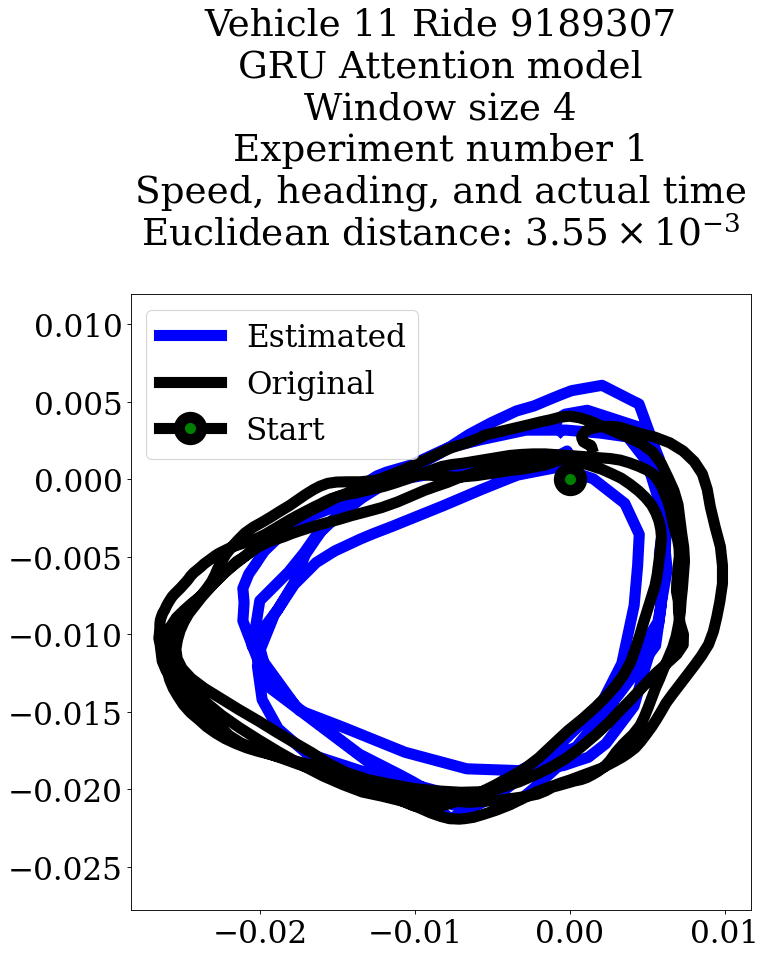 Vehicle 11 Ride 9189307
GRU Attention model
Window size 4
Experiment number 1
Speed, heading, and actual time
Euclidean distance: 3.55 × 10⁻³
Estimated
Original
Start
0.010
0.005
0.000
−0.005
−0.010
−0.015
−0.020
−0.025
−0.02 −0.01 0.00 0.01